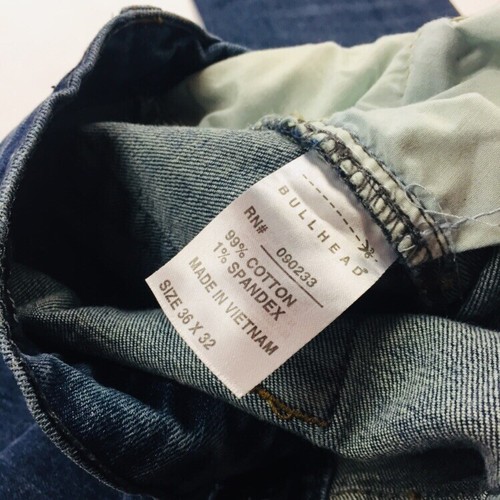 BULLHEAD
RN# 090233
99% COTTON
1% SPANDEX
MADE IN VIETNAM
SIZE 36 X 32